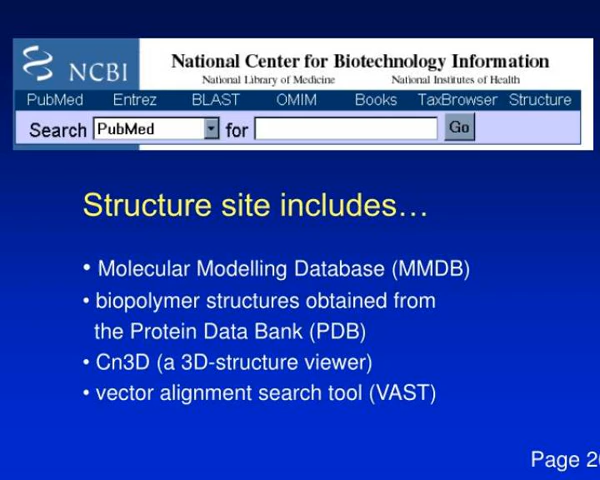 NCBI
National Center for Biotechnology Information
National Library of Medicine National Institutes of Health
PubMed Entrez BLAST OMIM Books TaxBrowser Structure
Search PubMed for Go
Structure site includes…
• Molecular Modelling Database (MMDB)
• biopolymer structures obtained from
the Protein Data Bank (PDB)
• Cn3D (a 3D-structure viewer)
• vector alignment search tool (VAST)
Page